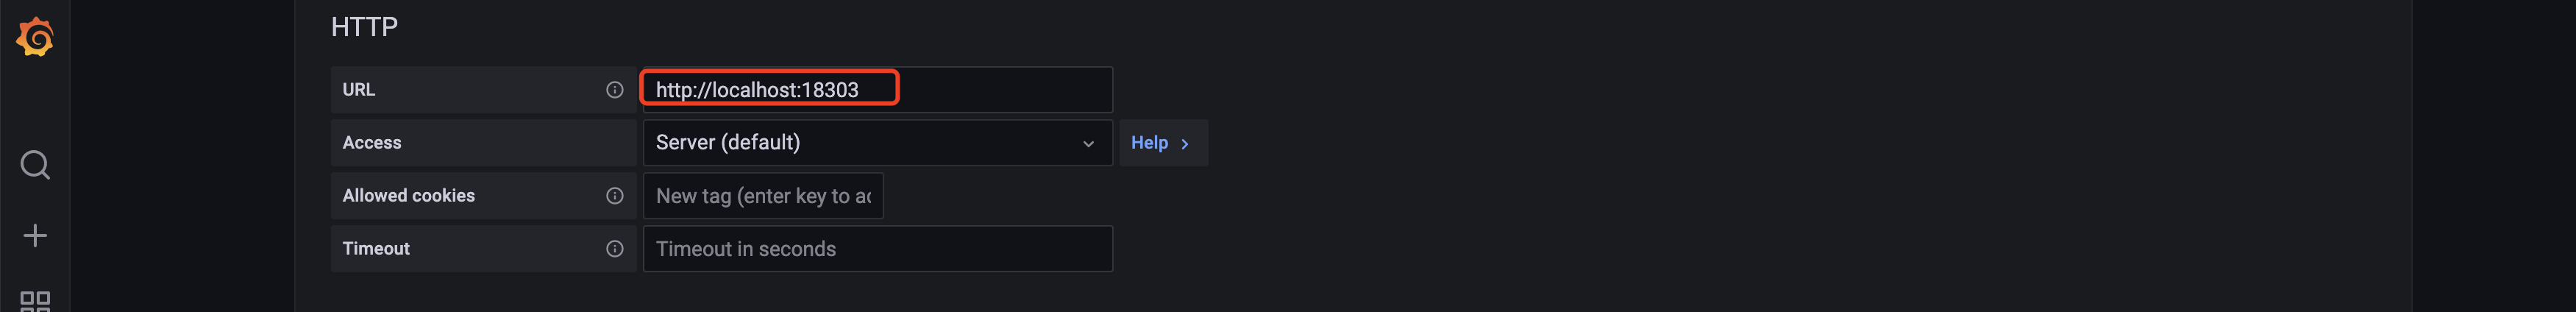 HTTP
URL http://localhost:18303
Access Server (default) Help
Allowed cookies New tag (enter key to ac
Timeout Timeout in seconds